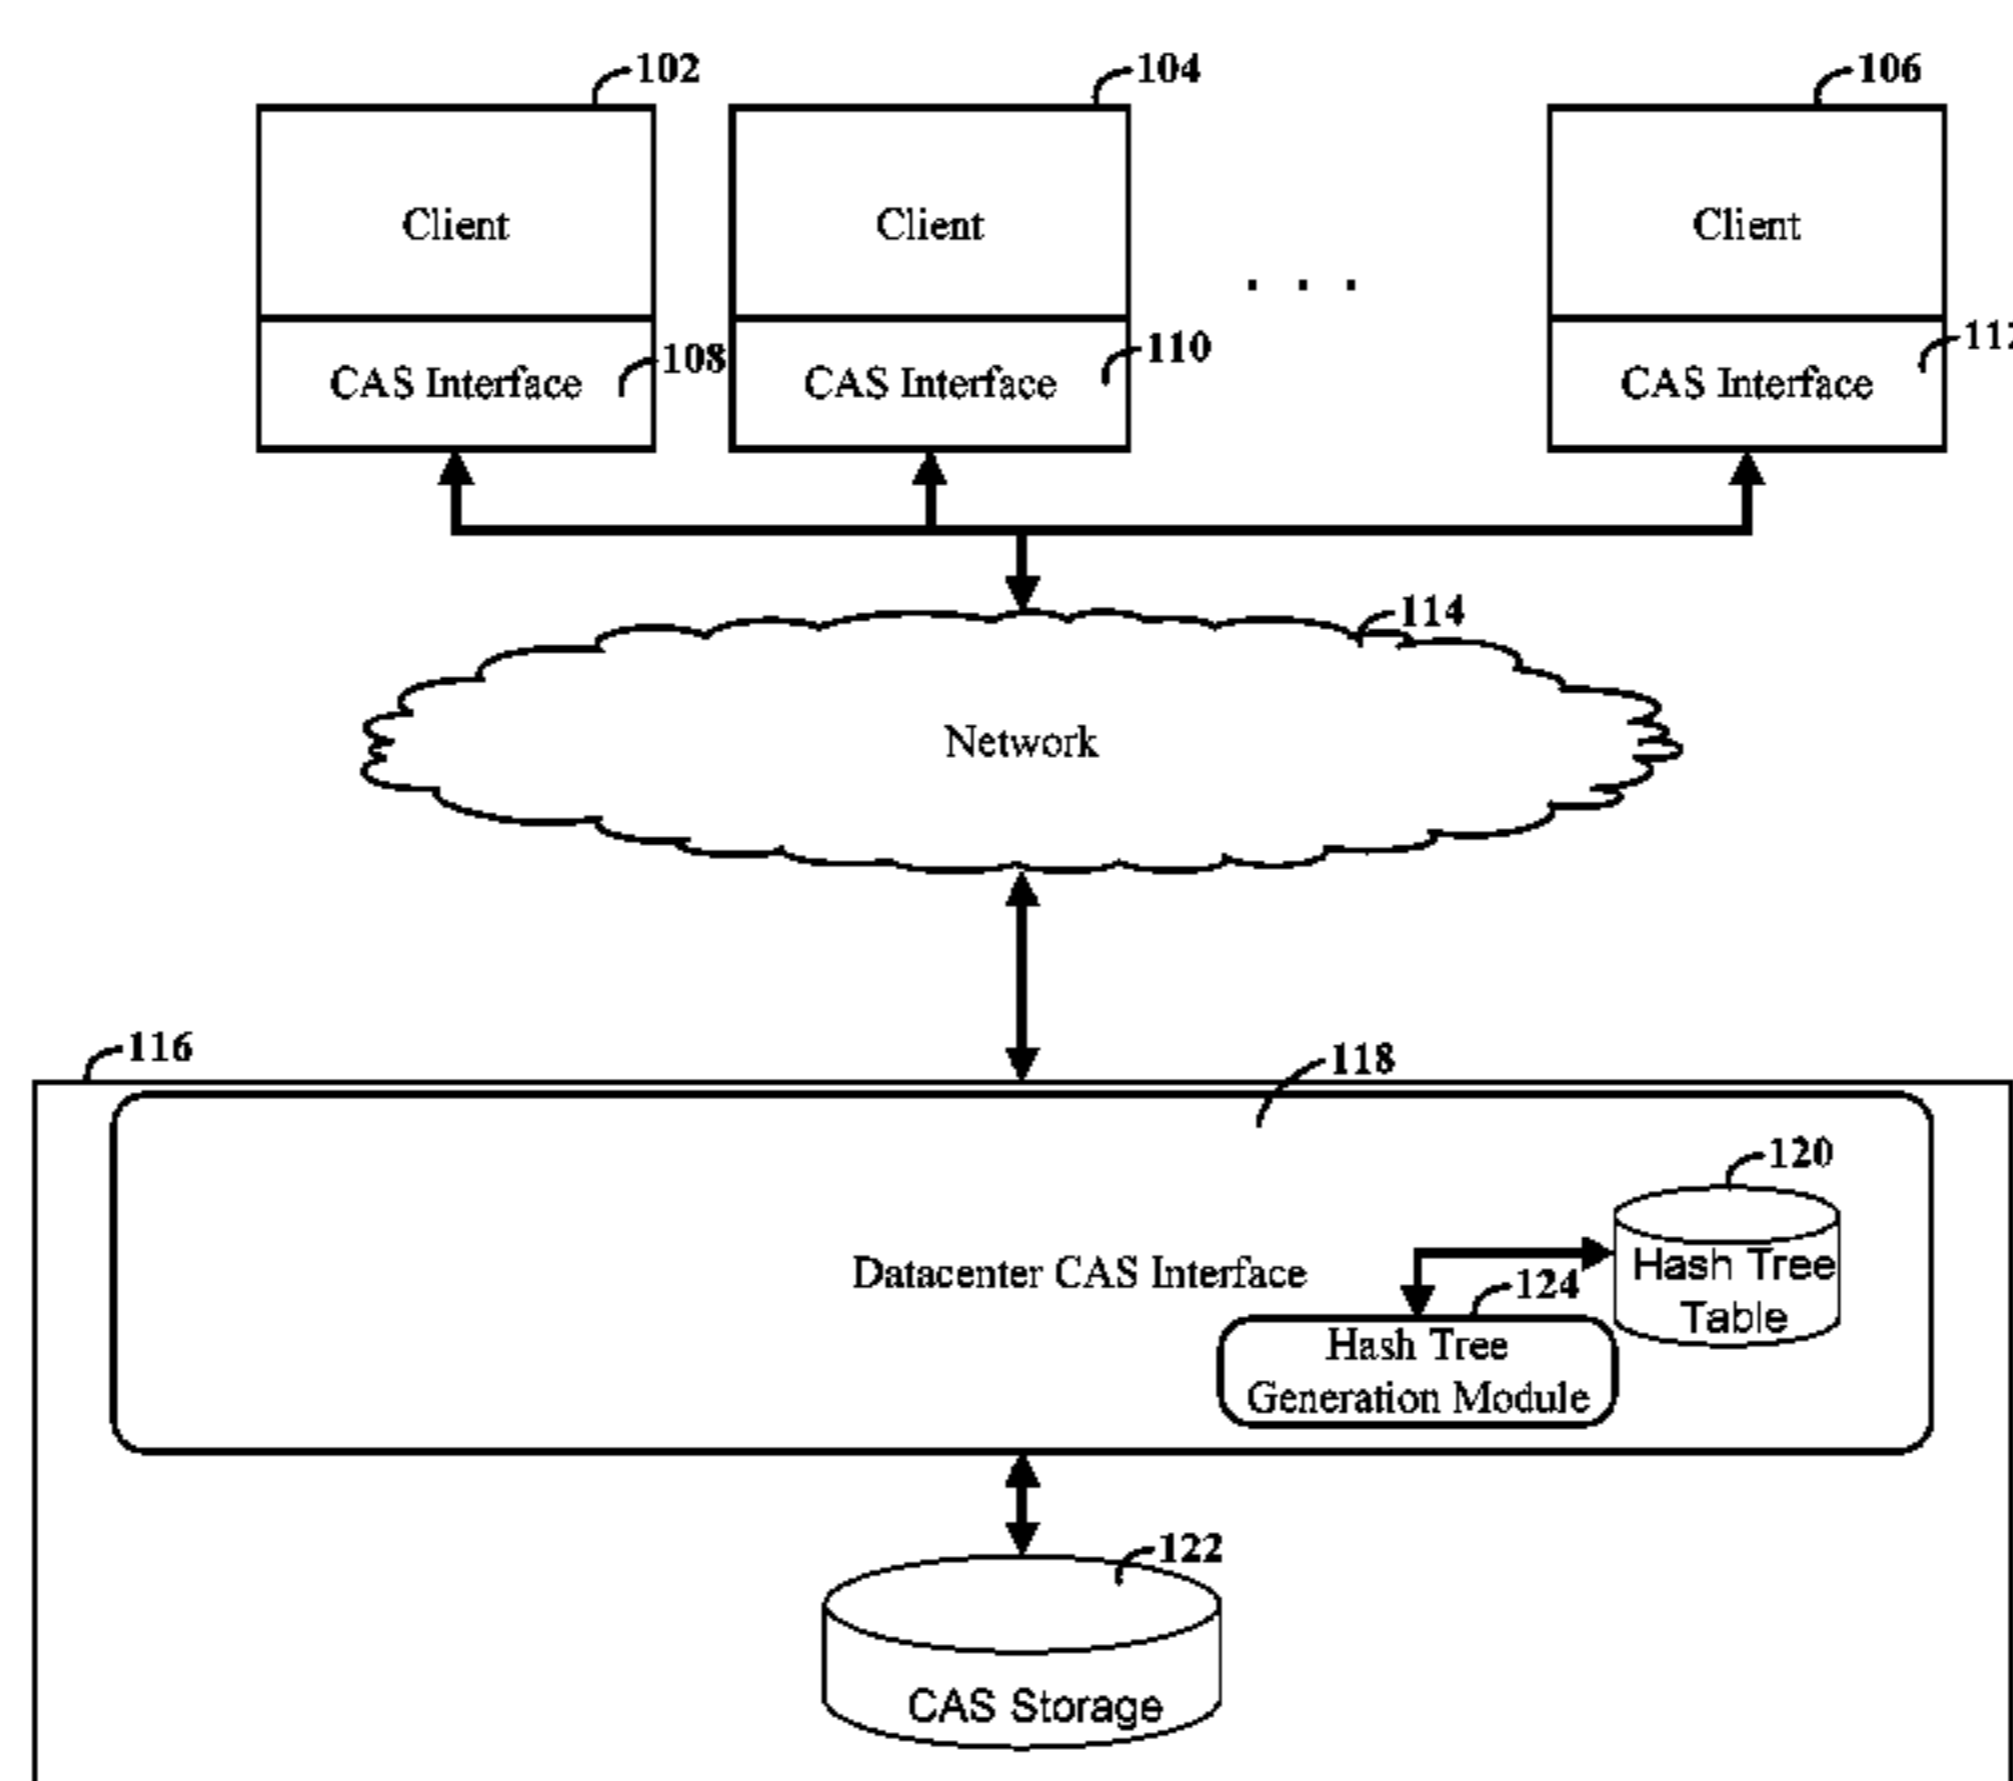 102
104
106
Client
Client
Client
. . .
108
110
CAS Interface
CAS Interface
CAS Interface
114
Network
116
118
120
Datacenter CAS Interface
Hash Tree
Table
124
Hash Tree
Generation Module
122
CAS Storage